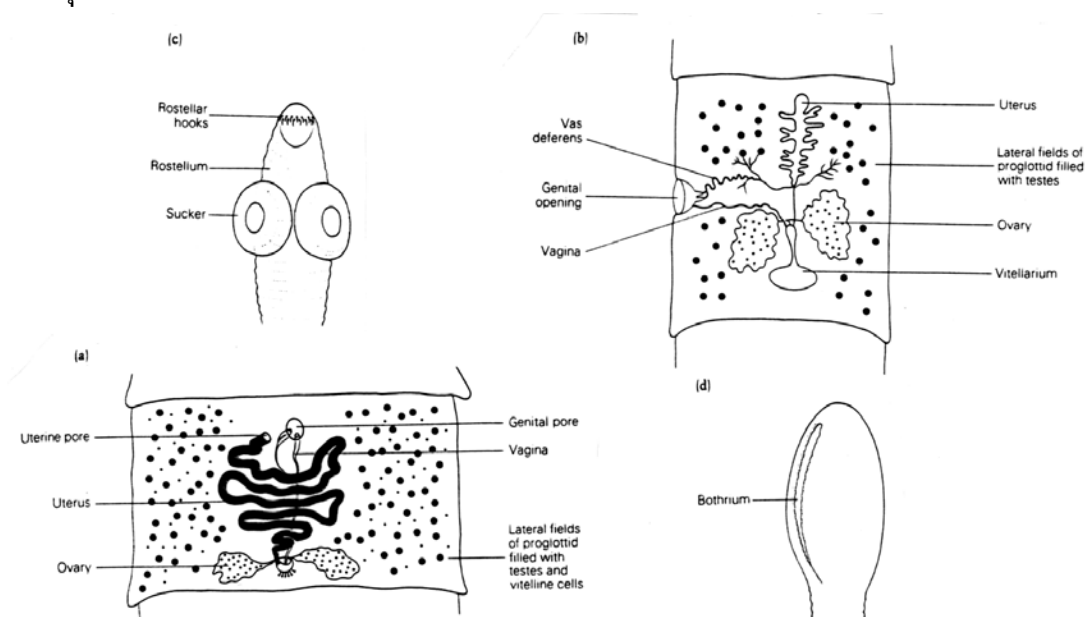 (c)
Rostellar
hooks
Rostellum
Sucker
(b)
Vas
deferens
Genital
opening
Vagina
Uterus
Lateral fields of
proglottid filled
with testes
Ovary
Vitellarium
(a)
Uterine pore
Uterus
Ovary
Genital pore
Vagina
Lateral fields
of proglottid
filled with
testes and
vitelline cells
(d)
Bothrium